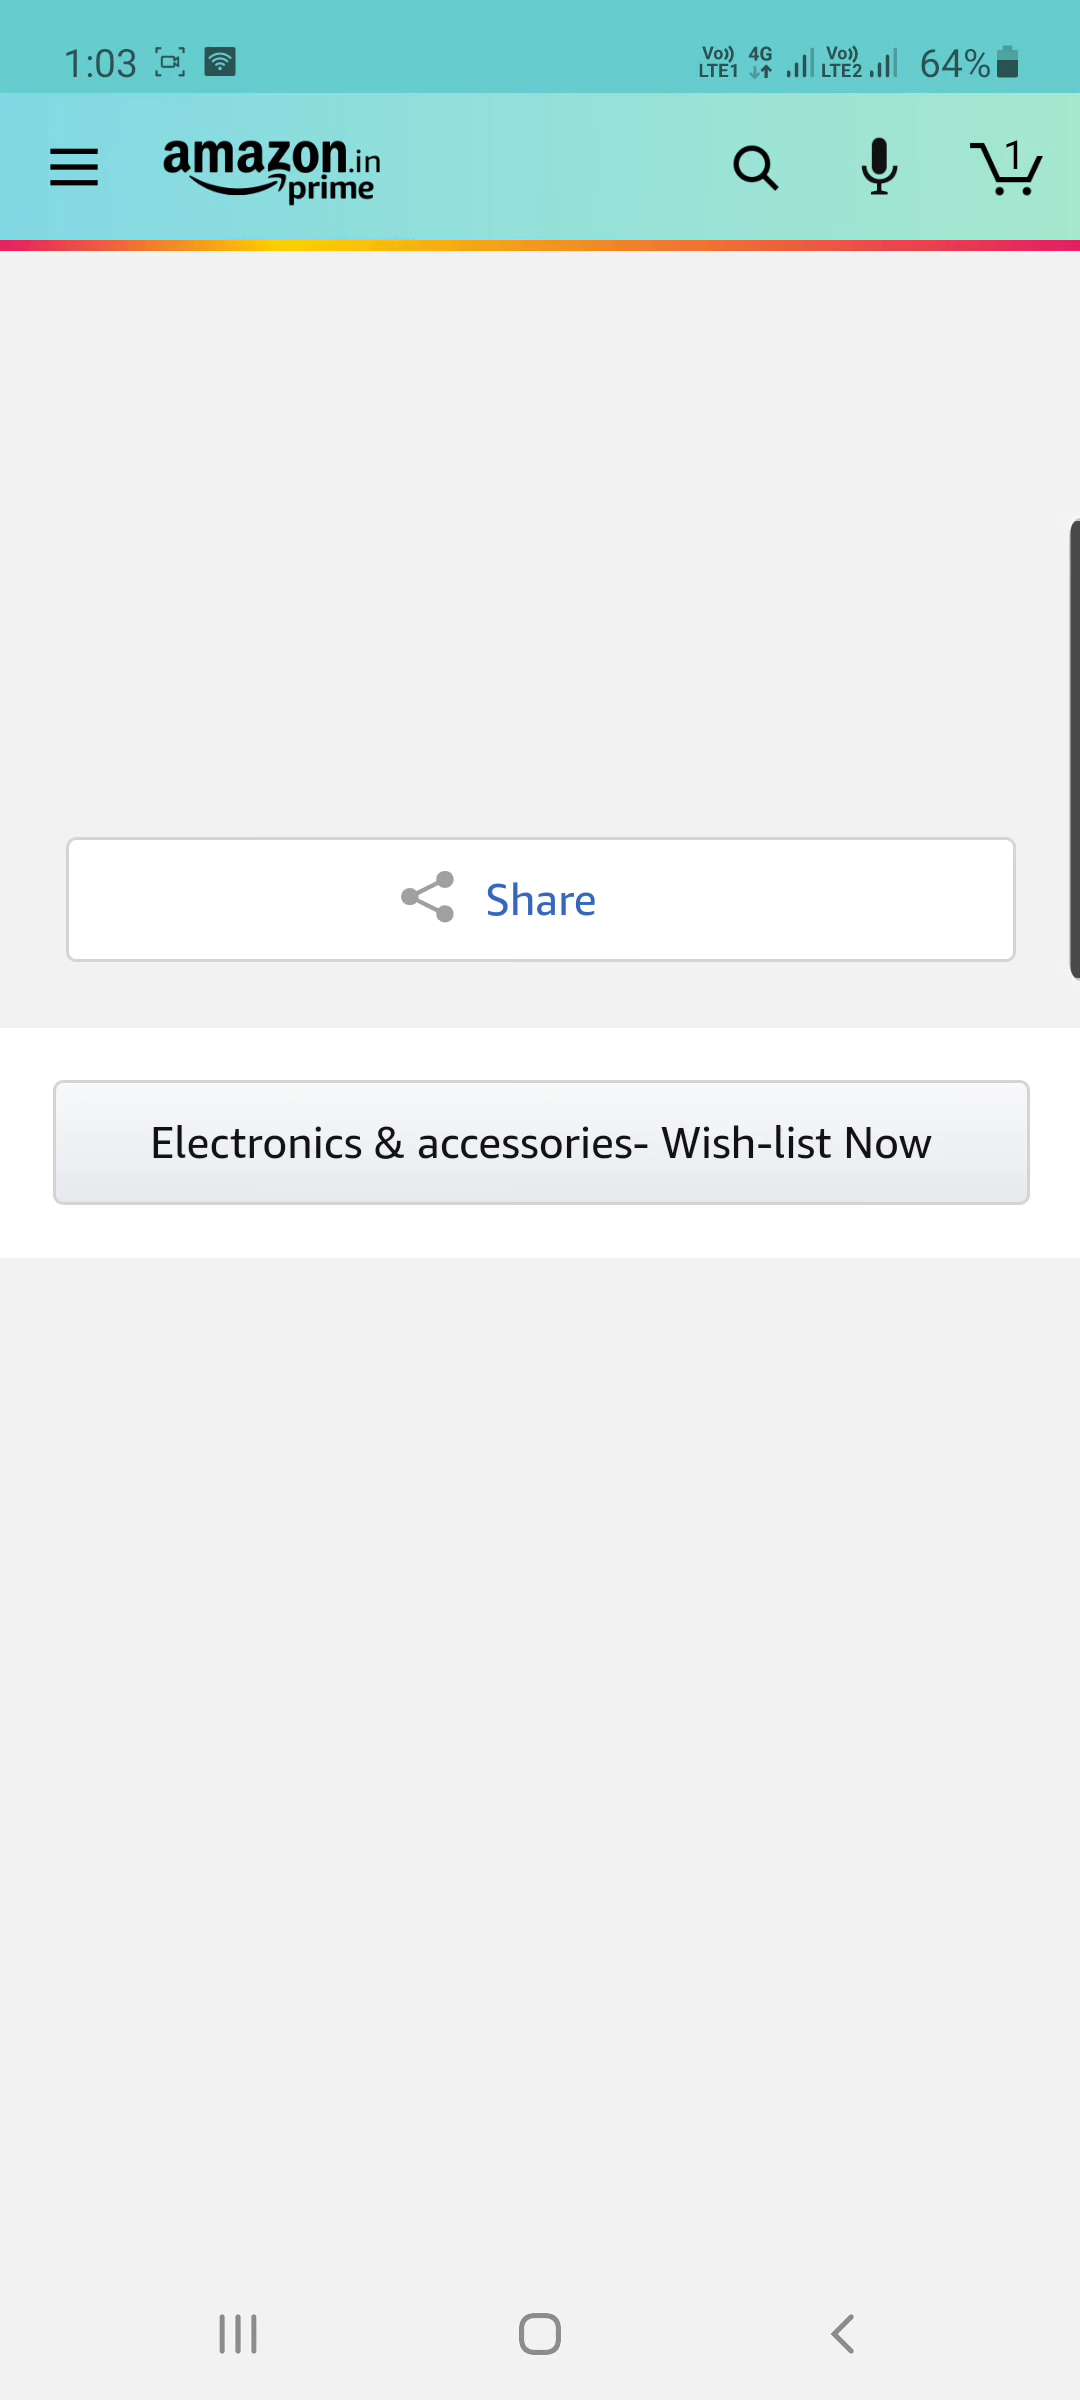 1:03 Vo)) LTE1 4G Vo)) LTE2 64%
amazon.in
prime
1
Share
Electronics & accessories- Wish-list Now